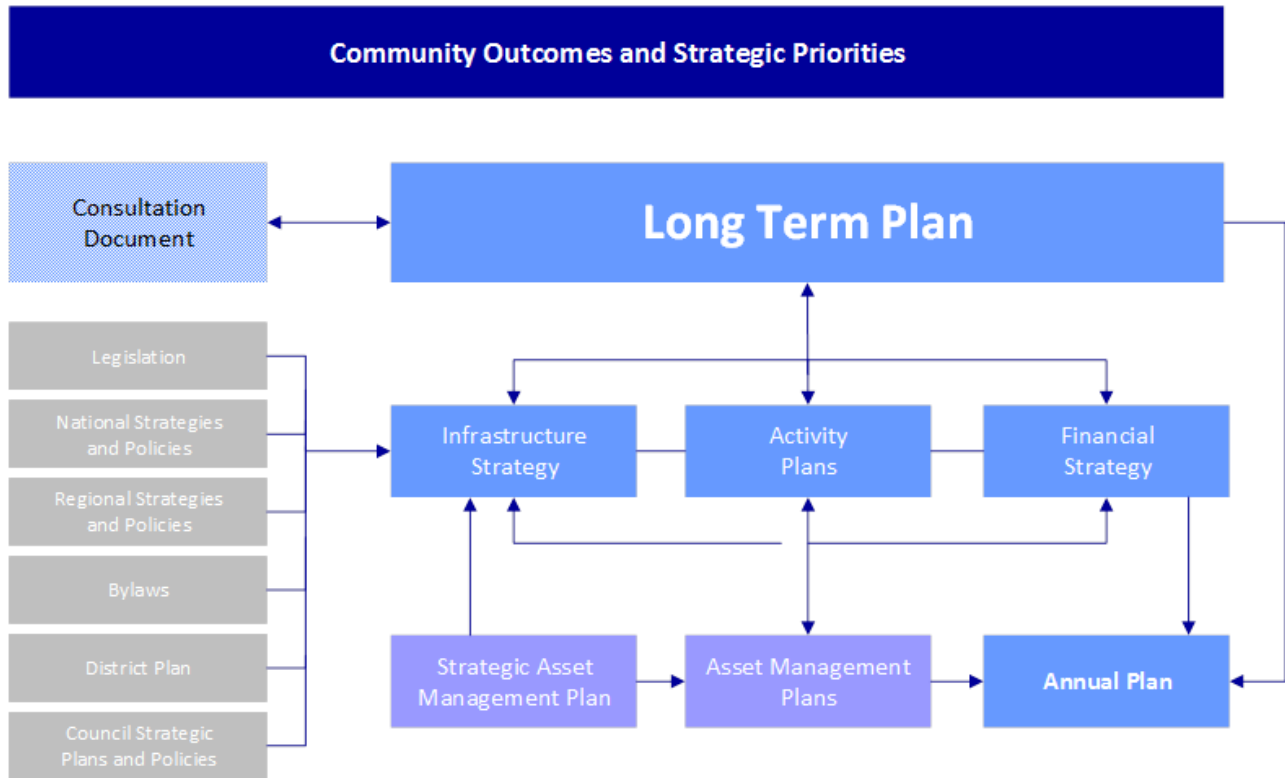 Community Outcomes and Strategic Priorities
Consultation
Document
Long Term Plan
Legislation
National Strategies
and Policies
Regional Strategies
and Policies
Bylaws
District Plan
Council Strategic
Plans and Policies
Infrastructure
Strategy
Activity
Plans
Financial
Strategy
Strategic Asset
Management Plan
Asset Management
Plans
Annual Plan